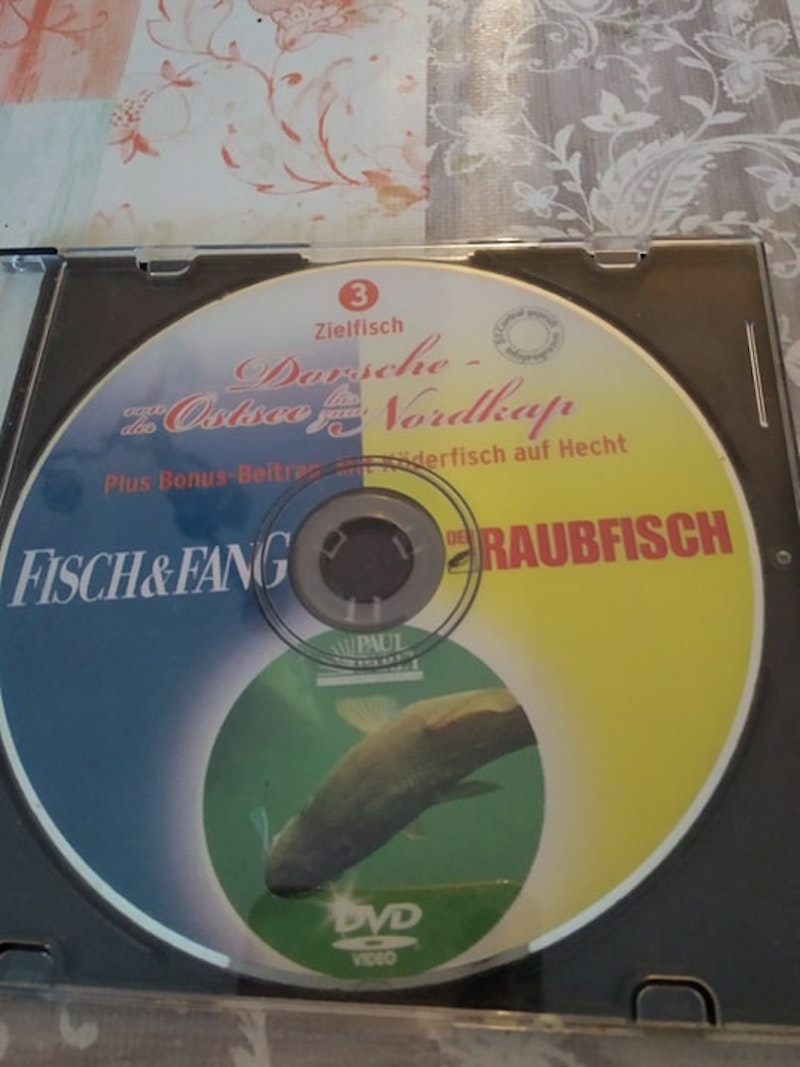 3
Zielfisch
Dorsche -
von der Ostsee bis zum Nordkap
Plus Bonus-Beitrag mit Köderfisch auf Hecht
FISCH&FANG
DER RAUBFISCH
PAUL
DVD
VIDEO